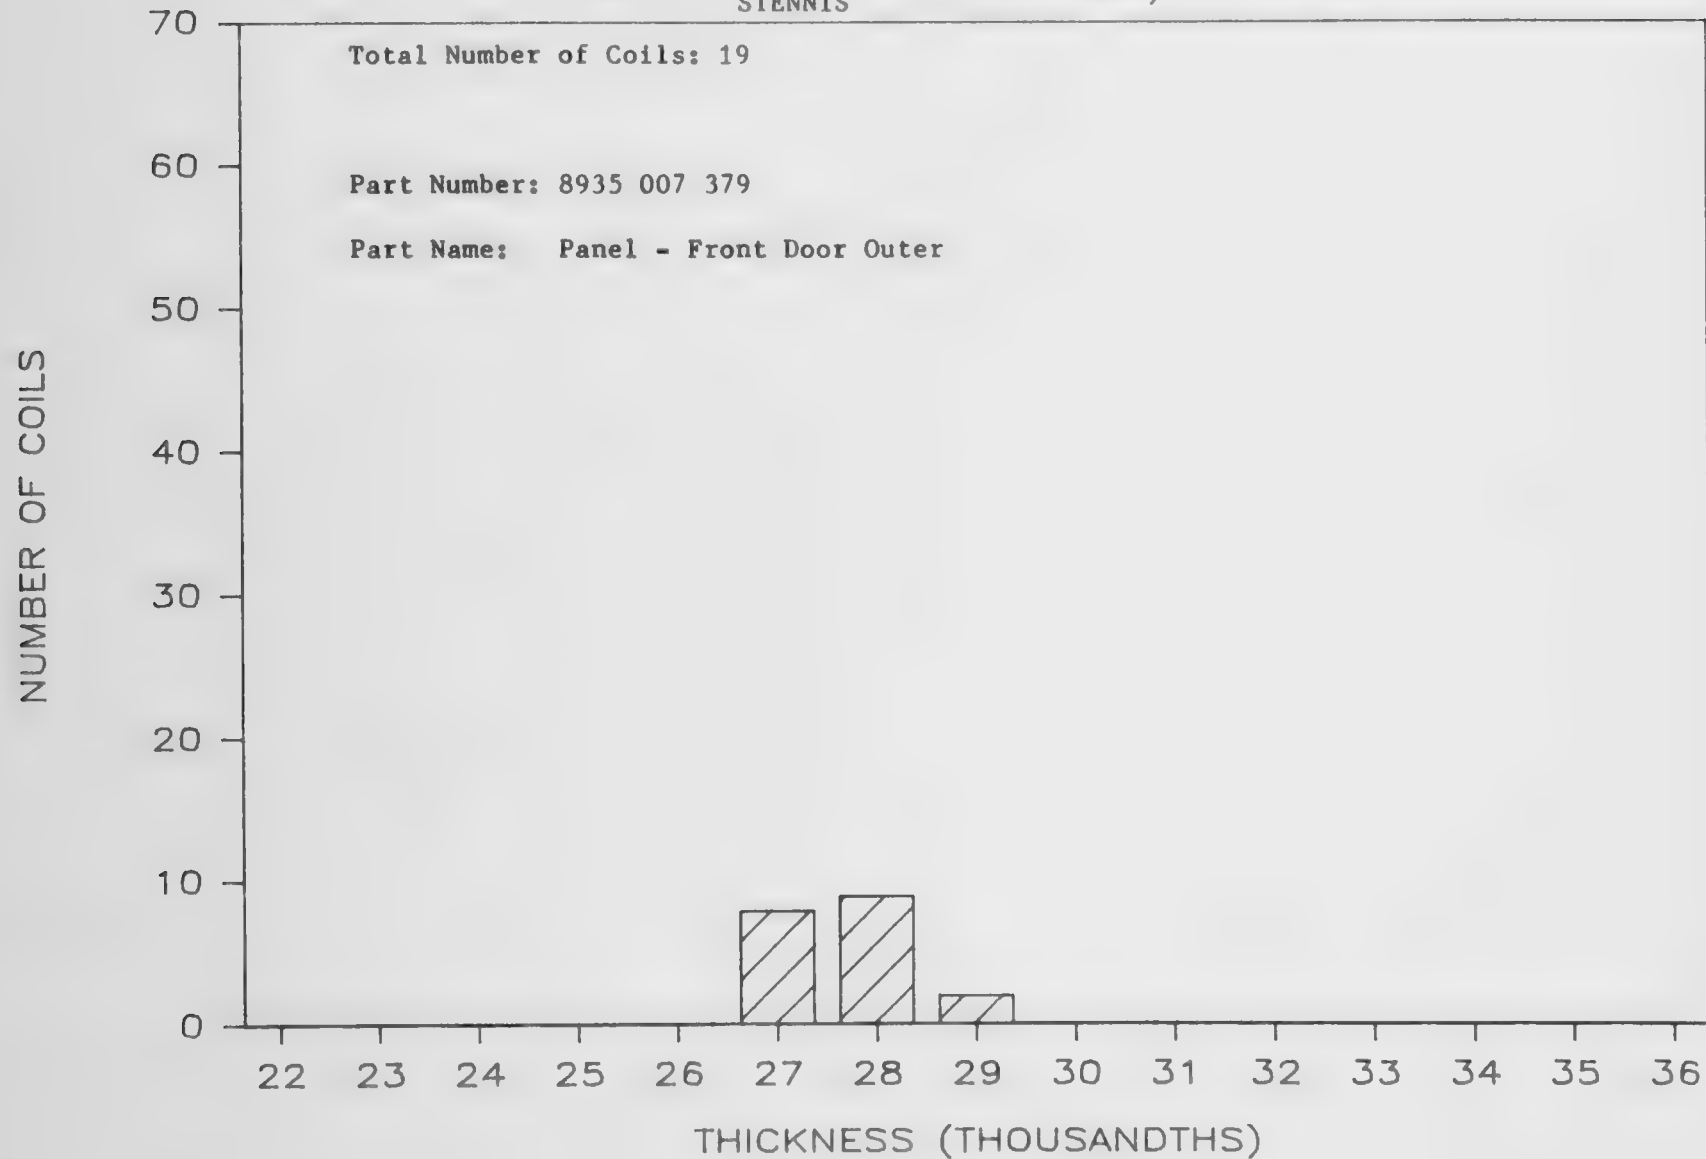 STENNIS
Total Number of Coils: 19
Part Number: 8935 007 379
Part Name: Panel - Front Door Outer
NUMBER OF COILS
70
60
50
40
30
20
10
0
22 23 24 25 26 27 28 29 30 31 32 33 34 35 36
THICKNESS (THOUSANDTHS)